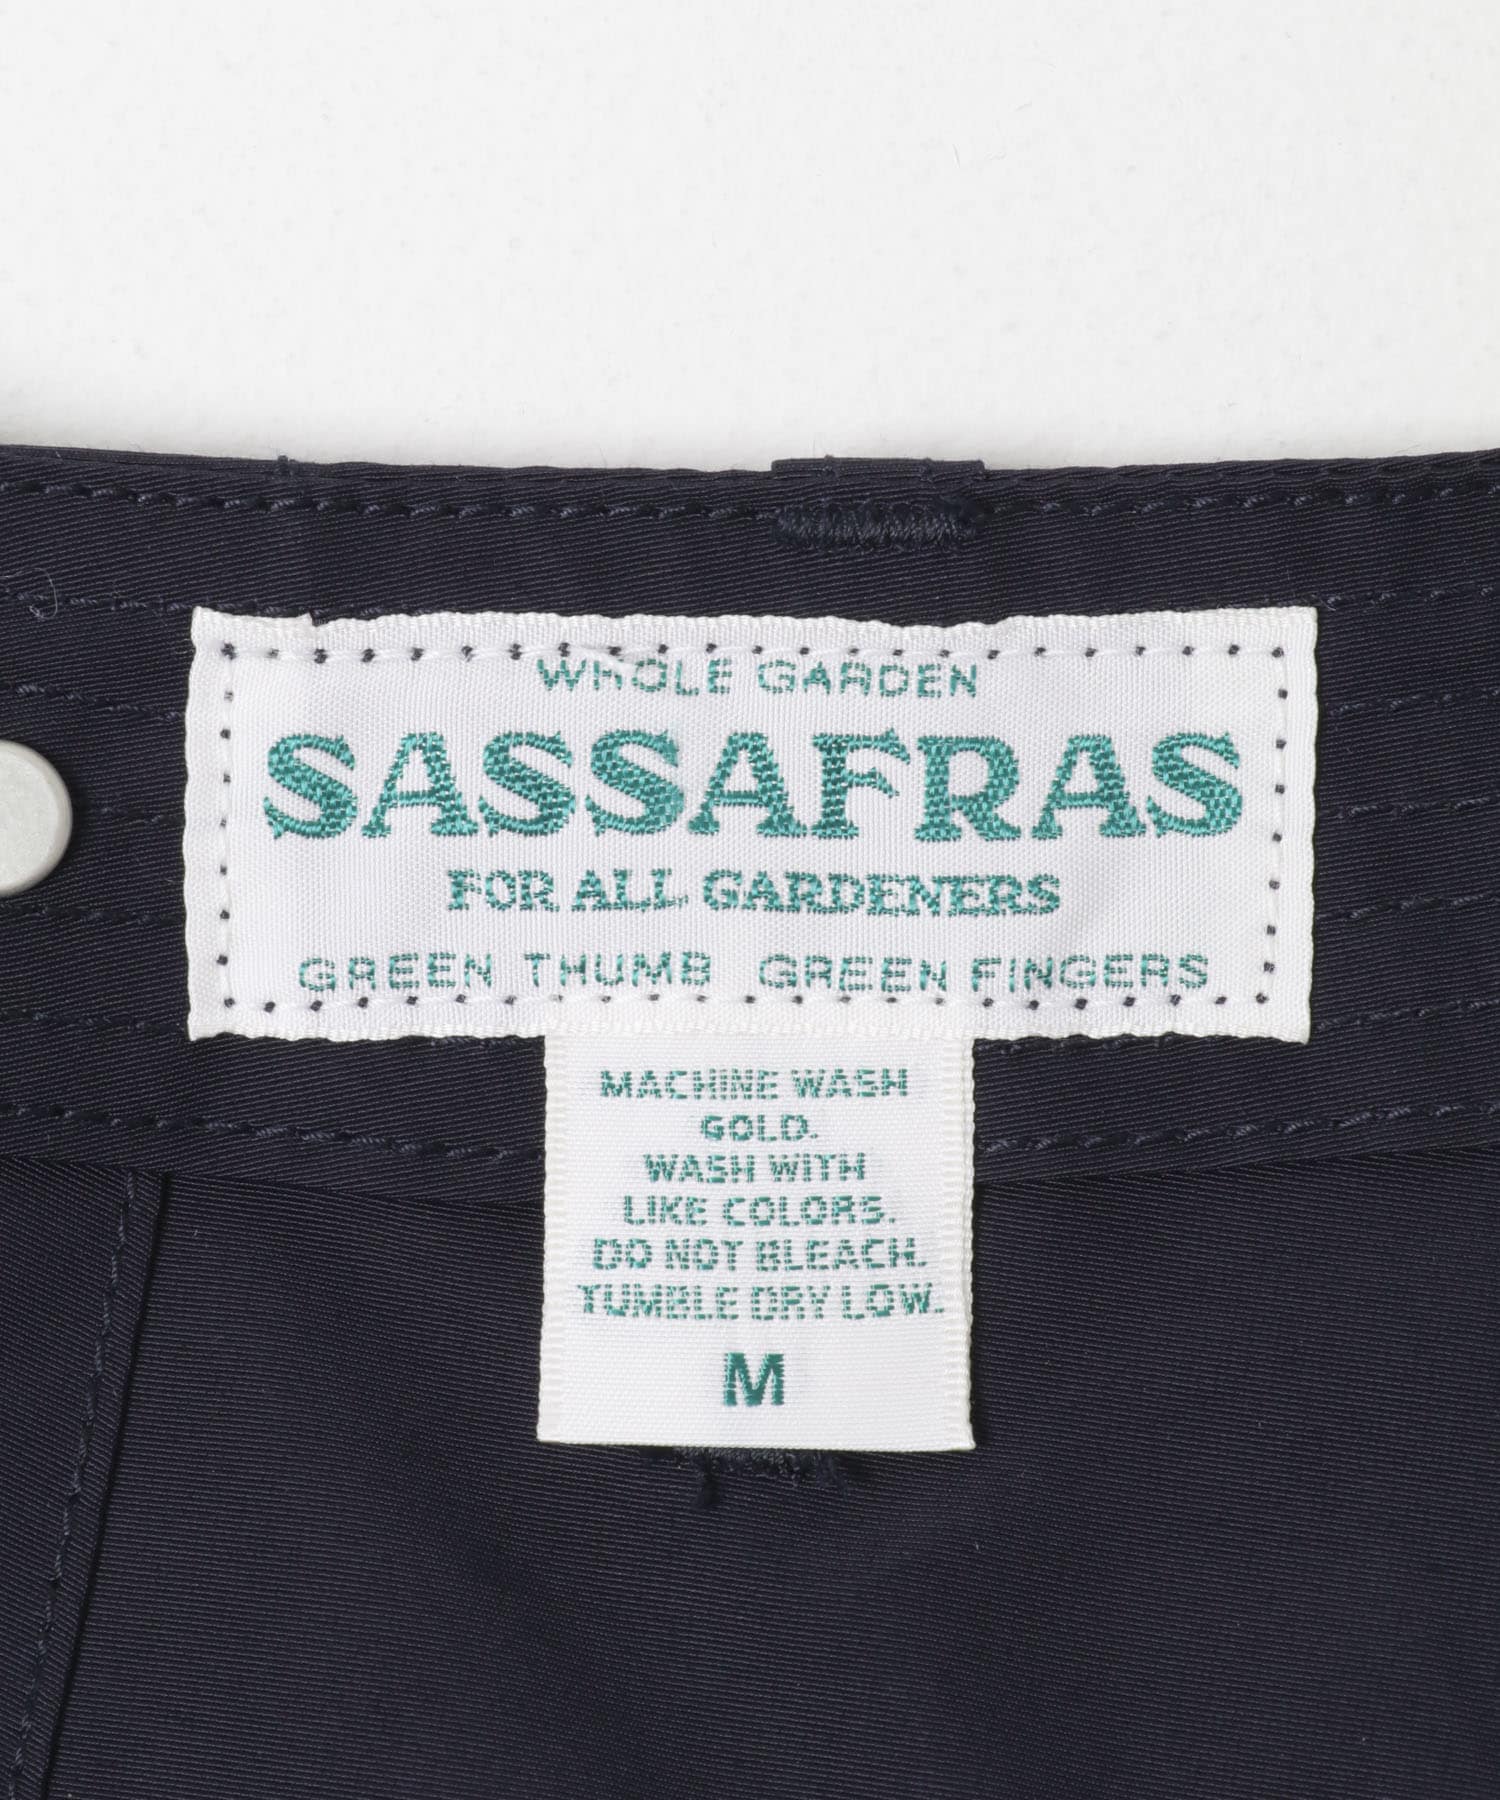 WHOLE GARDEN
SASSAFRAS
FOR ALL GARDENERS
GREEN THUMB GREEN FINGERS
MACHINE WASH
GOLD.
WASH WITH
LIKE COLORS.
DO NOT BLEACH.
TUMBLE DRY LOW.
M